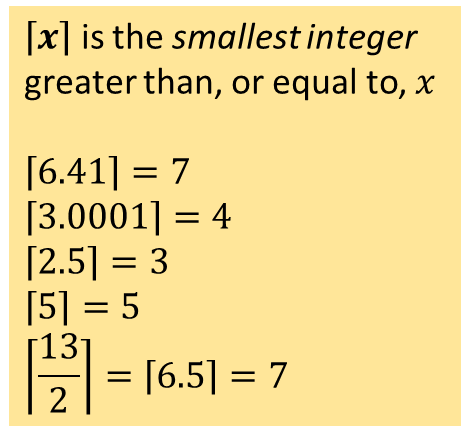 ⌈x⌉ is the smallest integer
greater than, or equal to, x
⌈6.41⌉ = 7
⌈3.0001⌉ = 4
⌈2.5⌉ = 3
⌈5⌉ = 5
⌈13/2⌉ = ⌈6.5⌉ = 7